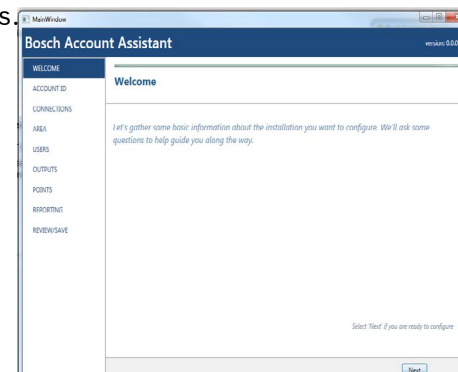 s.
MainWindow
Bosch Account Assistant
version: 0.0.0
WELCOME
Welcome
ACCOUNT ID
CONNECTIONS
AREA
Let's gather some basic information about the installation you want to configure. We'll ask some
questions to help guide you along the way.
USERS
OUTPUTS
POINTS
REPORTING
REVIEW/SAVE
Select 'Next' if you are ready to configure
Next